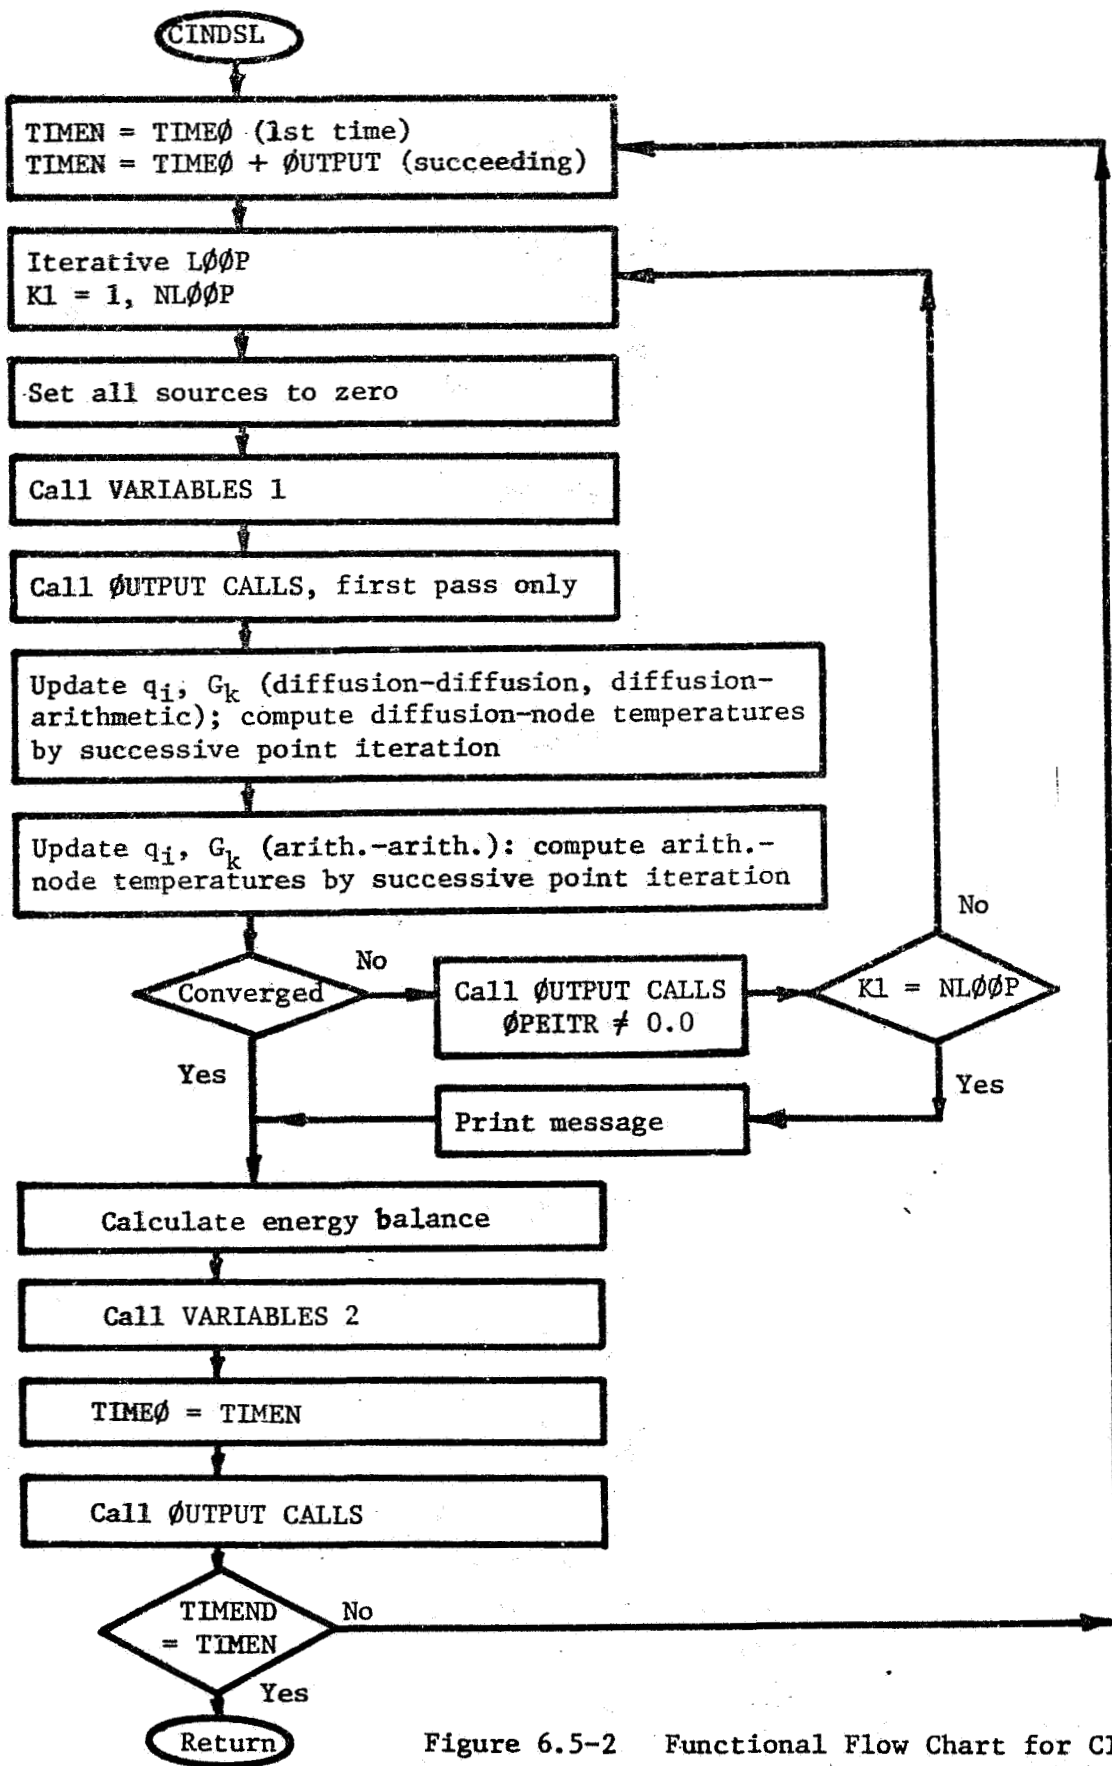 CINDSL
TIMEN = TIMEØ (1st time)
TIMEN = TIMEØ + ØUTPUT (succeeding)
Iterative LØØP
K1 = 1, NLØØP
Set all sources to zero
Call VARIABLES 1
Call ØUTPUT CALLS, first pass only
Update qi, Gk (diffusion-diffusion, diffusion-
arithmetic); compute diffusion-node temperatures
by successive point iteration
Update qi, Gk (arith.-arith.): compute arith.-
node temperatures by successive point iteration
No
Converged
No
Call ØUTPUT CALLS
ØPEITR ≠ 0.0
K1 = NLØØP
Yes
Yes
Print message
Calculate energy balance
Call VARIABLES 2
TIMEØ = TIMEN
Call ØUTPUT CALLS
TIMEND
= TIMEN
No
Yes
Return
Figure 6.5-2 Functional Flow Chart for